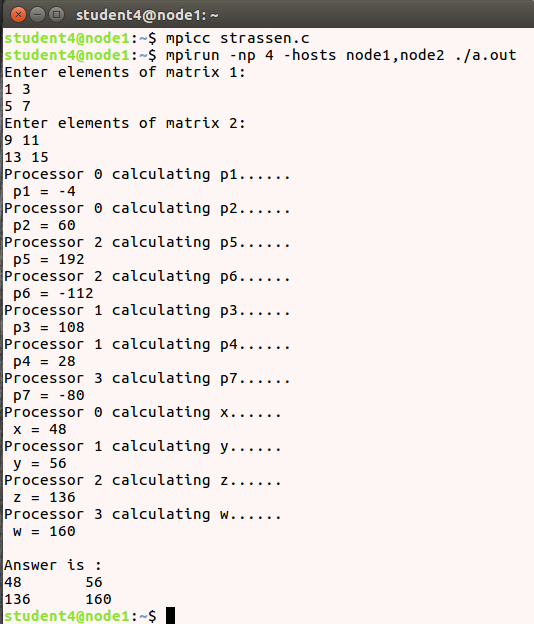 student4@node1: ~
student4@node1:~$ mpicc strassen.c
student4@node1:~$ mpirun -np 4 -hosts node1,node2 ./a.out
Enter elements of matrix 1:
1 3
5 7
Enter elements of matrix 2:
9 11
13 15
Processor 0 calculating p1......
 p1 = -4
Processor 0 calculating p2......
 p2 = 60
Processor 2 calculating p5......
 p5 = 192
Processor 2 calculating p6......
 p6 = -112
Processor 1 calculating p3......
 p3 = 108
Processor 1 calculating p4......
 p4 = 28
Processor 3 calculating p7......
 p7 = -80
Processor 0 calculating x......
 x = 48
Processor 1 calculating y......
 y = 56
Processor 2 calculating z......
 z = 136
Processor 3 calculating w......
 w = 160
Answer is :
48      56
136     160
student4@node1:~$